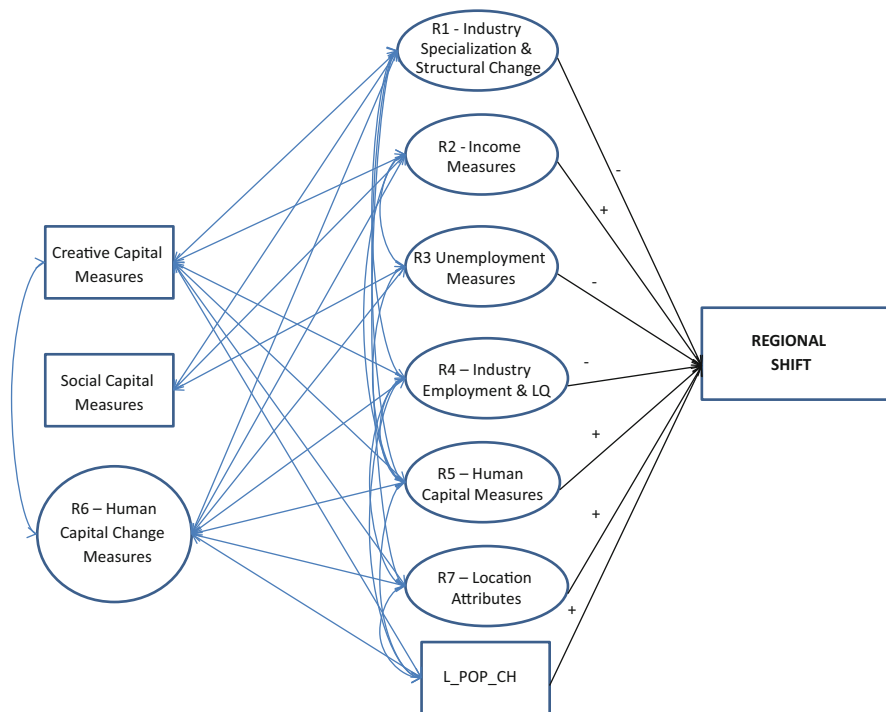 R1 - Industry
Specialization &
Structural Change
R2 - Income
Measures
R3 Unemployment
Measures
R4 – Industry
Employment & LQ
R5 – Human
Capital Measures
R7 – Location
Attributes
L_POP_CH
Creative Capital
Measures
Social Capital
Measures
R6 – Human
Capital Change
Measures
-
+
-
-
+
+
+
REGIONAL
SHIFT